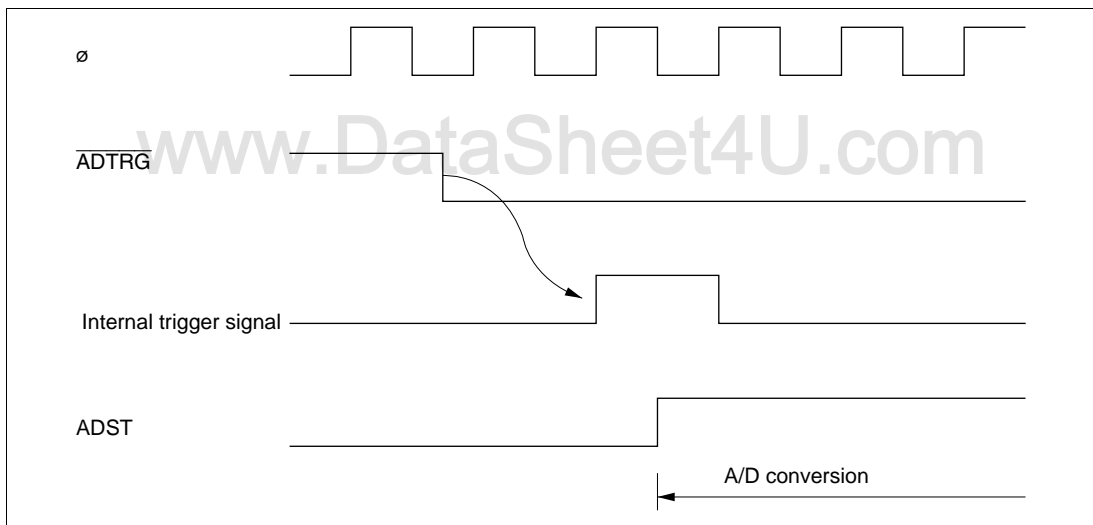 ø
www.DataSheet4U.com
ADTRG
Internal trigger signal
ADST
A/D conversion